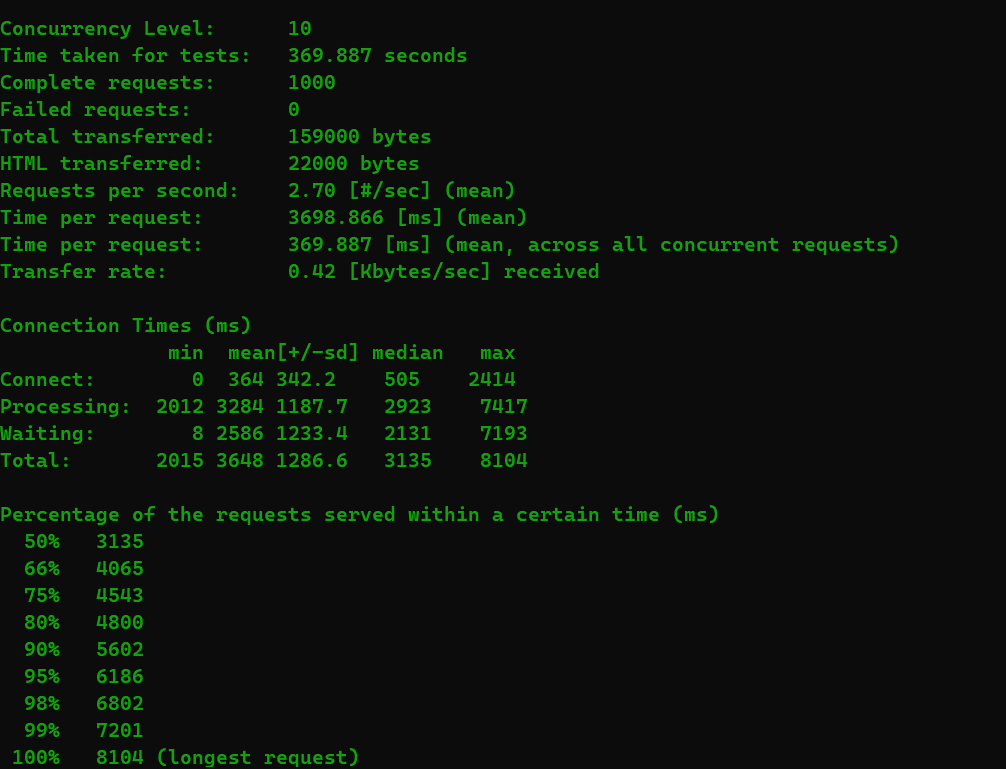 Concurrency Level:      10
Time taken for tests:   369.887 seconds
Complete requests:      1000
Failed requests:        0
Total transferred:      159000 bytes
HTML transferred:       22000 bytes
Requests per second:    2.70 [#/sec] (mean)
Time per request:       3698.866 [ms] (mean)
Time per request:       369.887 [ms] (mean, across all concurrent requests)
Transfer rate:          0.42 [Kbytes/sec] received

Connection Times (ms)
              min  mean[+/-sd] median   max
Connect:        0  364 342.2    505    2414
Processing:  2012 3284 1187.7   2923    7417
Waiting:        8 2586 1233.4   2131    7193
Total:       2015 3648 1286.6   3135    8104

Percentage of the requests served within a certain time (ms)
  50%   3135
  66%   4065
  75%   4543
  80%   4800
  90%   5602
  95%   6186
  98%   6802
  99%   7201
 100%   8104 (longest request)